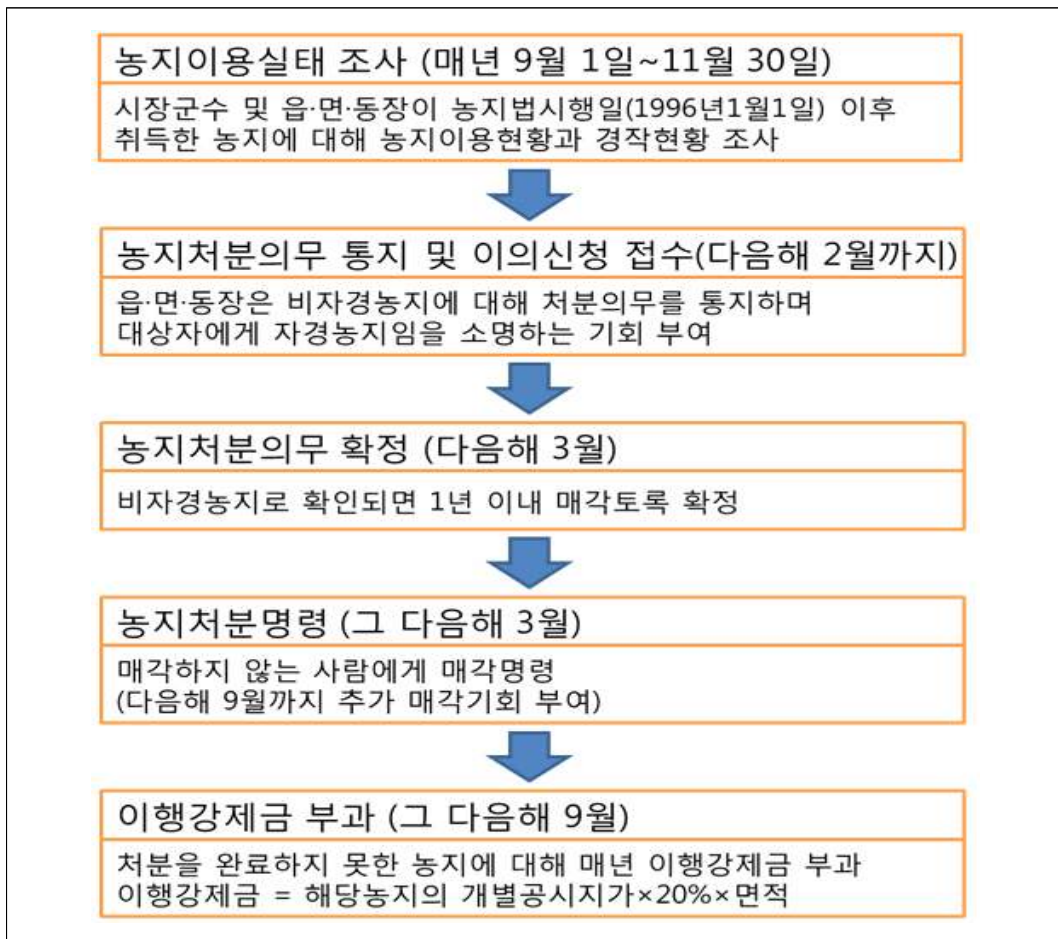 농지이용실태 조사 (매년 9월 1일~11월 30일)
시장군수 및 읍·면·동장이 농지법시행일(1996년1월1일) 이후
취득한 농지에 대해 농지이용현황과 경작현황 조사
농지처분의무 통지 및 이의신청 접수(다음해 2월까지)
읍·면·동장은 비자경농지에 대해 처분의무를 통지하며
대상자에게 자경농지임을 소명하는 기회 부여
농지처분의무 확정 (다음해 3월)
비자경농지로 확인되면 1년 이내 매각토록 확정
농지처분명령 (그 다음해 3월)
매각하지 않는 사람에게 매각명령
(다음해 9월까지 추가 매각기회 부여)
이행강제금 부과 (그 다음해 9월)
처분을 완료하지 못한 농지에 대해 매년 이행강제금 부과
이행강제금 = 해당농지의 개별공시지가×20%×면적